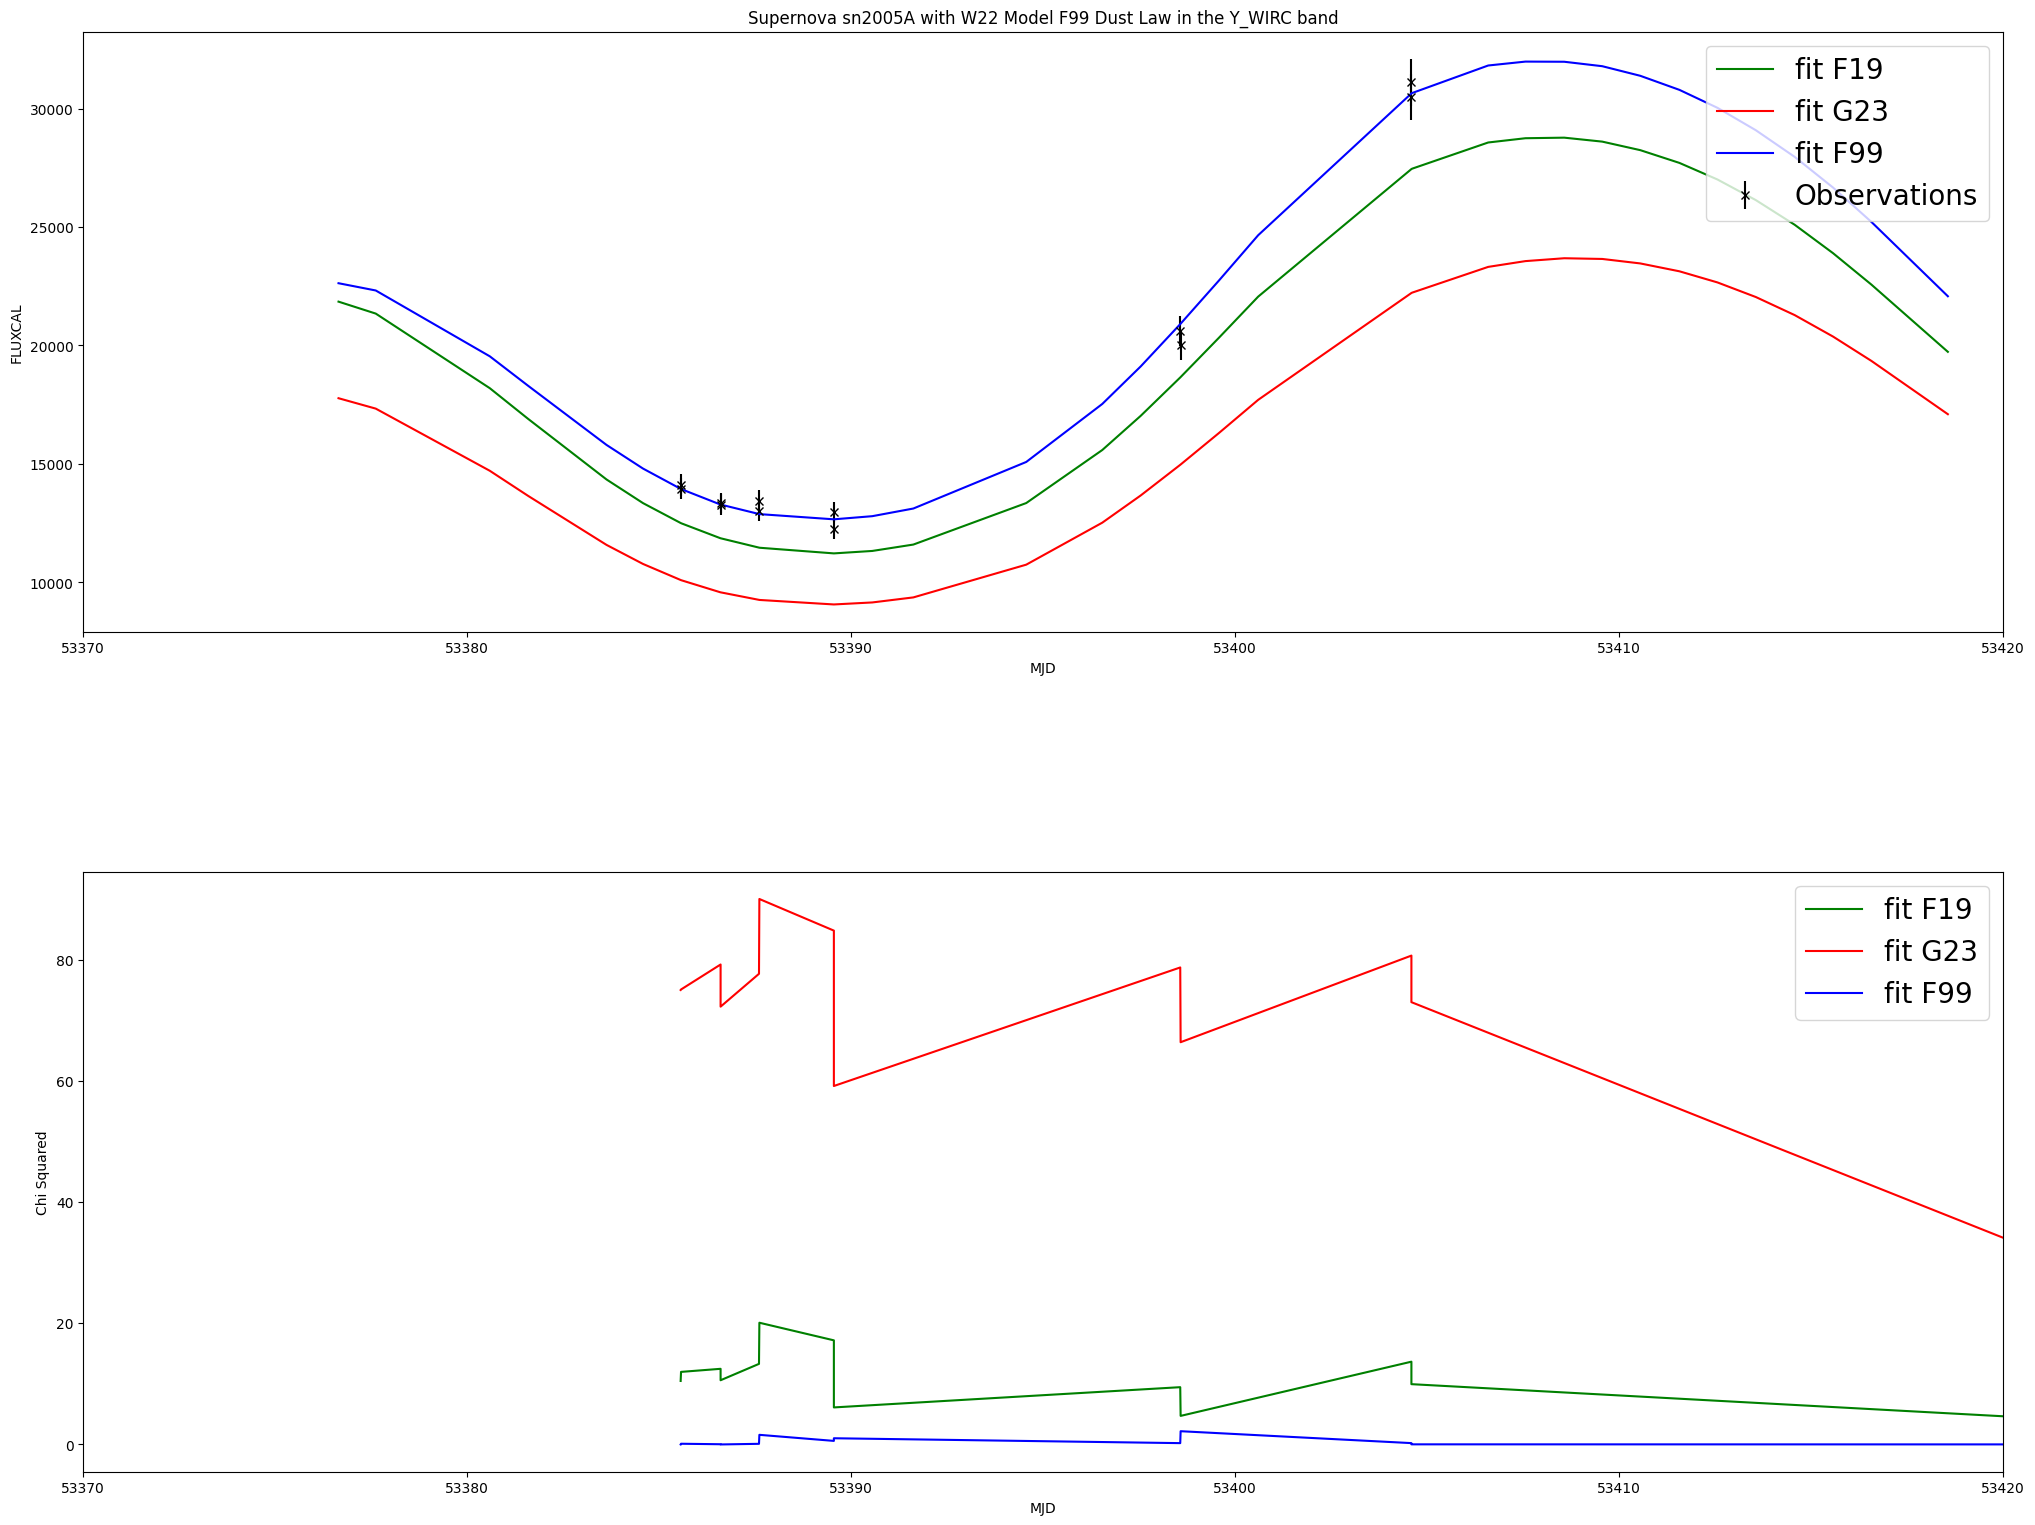 Supernova sn2005A with W22 Model F99 Dust Law in the Y_WIRC band
fit F19
fit G23
fit F99
Observations
30000
25000
20000
15000
10000
FLUXCAL
53370
53380
53390
53400
53410
53420
MJD
fit F19
fit G23
fit F99
80
60
40
20
0
Chi Squared
53370
53380
53390
53400
53410
53420
MJD